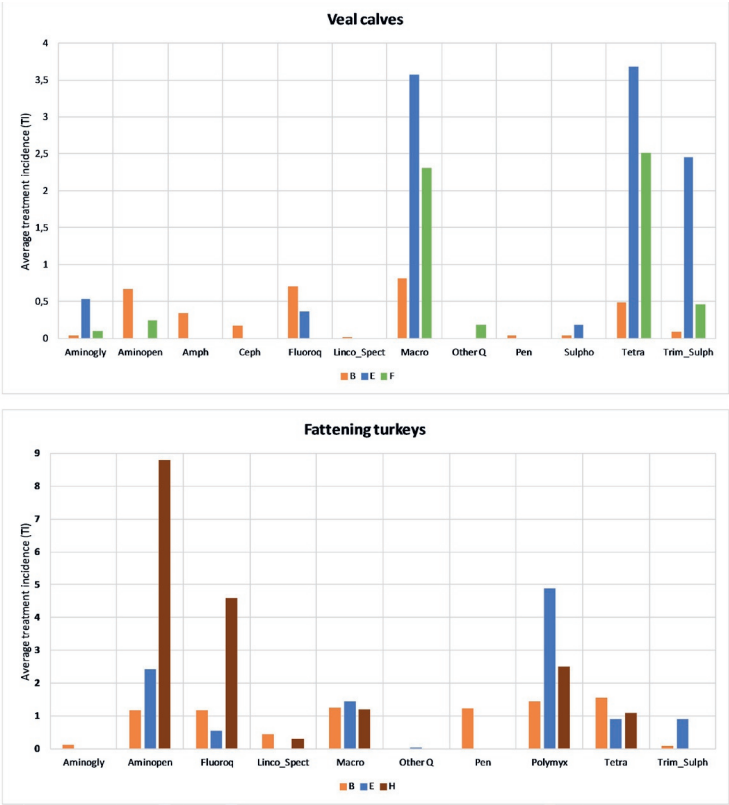 Veal calves
Average treatment incidence (TI)
4
3,5
3
2,5
2
1,5
1
0,5
0
Aminogly Aminopen Amph Ceph Fluoroq Linco_Spect Macro Other Q Pen Sulpho Tetra Trim_Sulph
B E F
Fattening turkeys
Average treatment incidence (TI)
9
8
7
6
5
4
3
2
1
0
Aminogly Aminopen Fluoroq Linco_Spect Macro Other Q Pen Polymyx Tetra Trim_Sulph
B E H